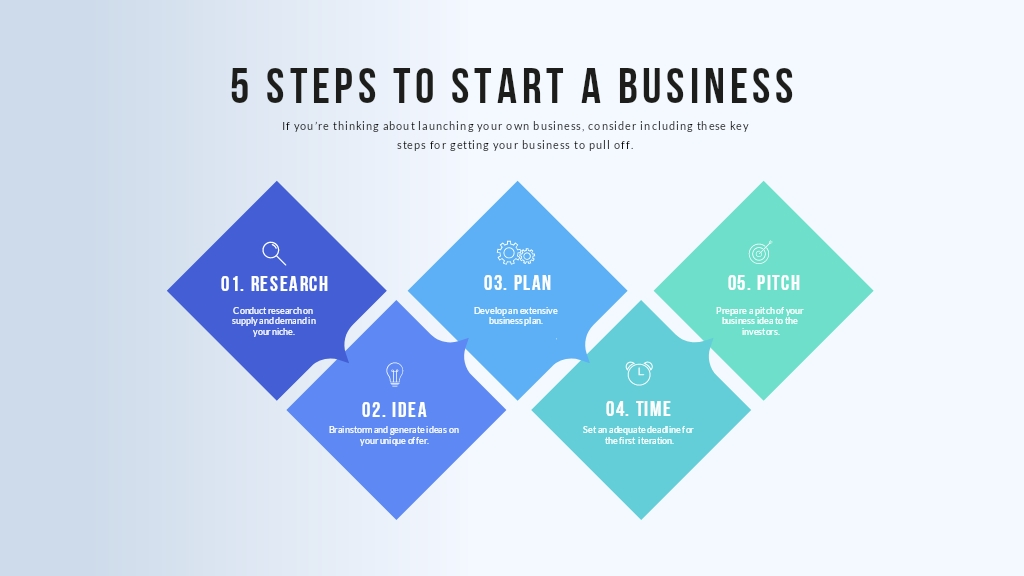 5 STEPS TO START A BUSINESS
If you're thinking about launching your own business, consider including these key
steps for getting your business to pull off.
01. RESEARCH
Conduct research on
supply and demand in
your niche.
02. IDEA
Brainstorm and generate ideas on
your unique offer.
03. PLAN
Develop an extensive
business plan.
04. TIME
Set an adequate deadline for
the first iteration.
05. PITCH
Prepare a pitch of your
business idea to the
investors.